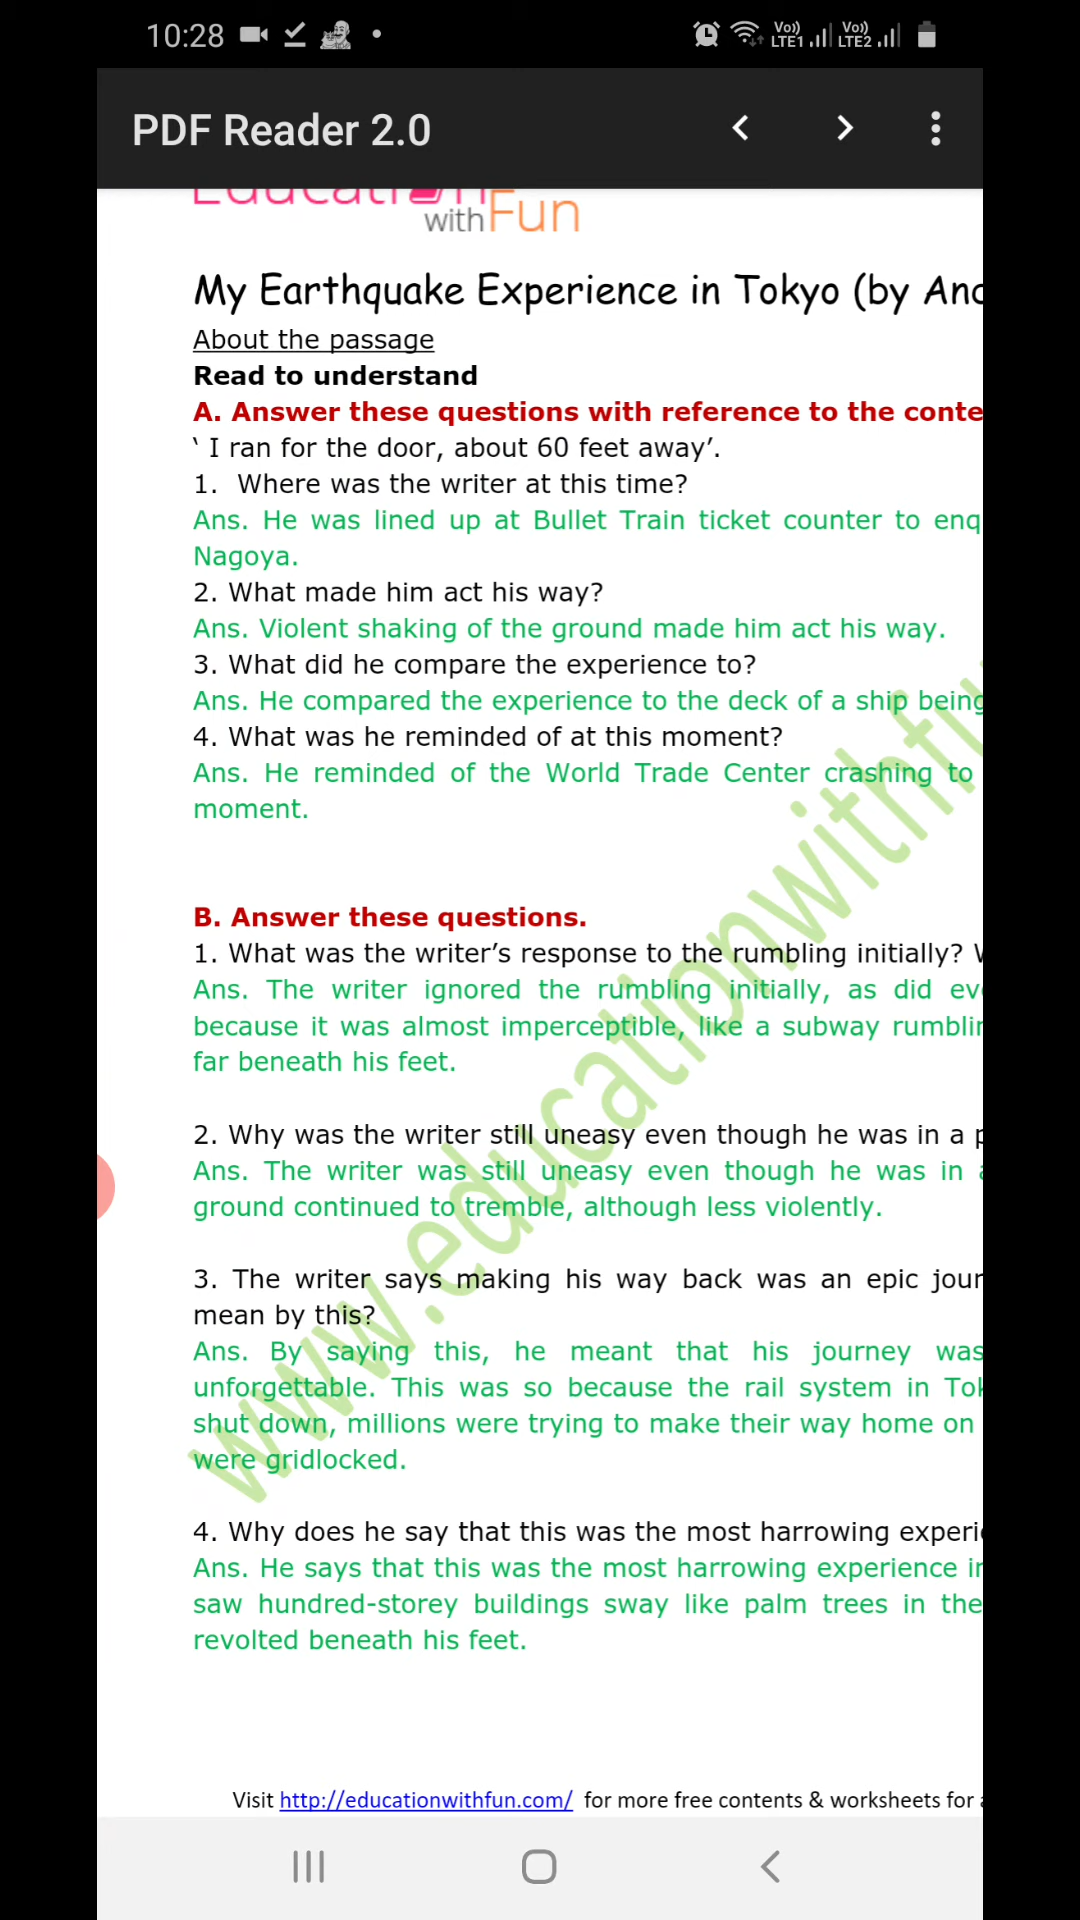 10:28
Vo)) LTE1 Vo)) LTE2
PDF Reader 2.0
with Fun
My Earthquake Experience in Tokyo (by
About the passage
Read to understand
A. Answer these questions with reference to the
‘ I ran for the door, about 60 feet away’.
1. Where was the writer at this time?
Ans. He was lined up at Bullet Train ticket counter to
Nagoya.
2. What made him act his way?
Ans. Violent shaking of the ground made him act his way.
3. What did he compare the experience to?
Ans. He compared the experience to the deck of a ship being
4. What was he reminded of at this moment?
Ans. He reminded of the World Trade Center crashing to
moment.
B. Answer these questions.
1. What was the writer’s response to the rumbling initially?
Ans. The writer ignored the rumbling initially, as did
because it was almost imperceptible, like a subway
far beneath his feet.
2. Why was the writer still uneasy even though he was in a
Ans. The writer was still uneasy even though he was in
ground continued to tremble, although less violently.
3. The writer says making his way back was an epic
mean by this?
Ans. By saying this, he meant that his journey was
unforgettable. This was so because the rail system in
shut down, millions were trying to make their way home on
were gridlocked.
4. Why does he say that this was the most harrowing
Ans. He says that this was the most harrowing experience
saw hundred-storey buildings sway like palm trees in the
revolted beneath his feet.
www.educationwithfu
Visit http://educationwithfun.com/ for more free contents & worksheets for